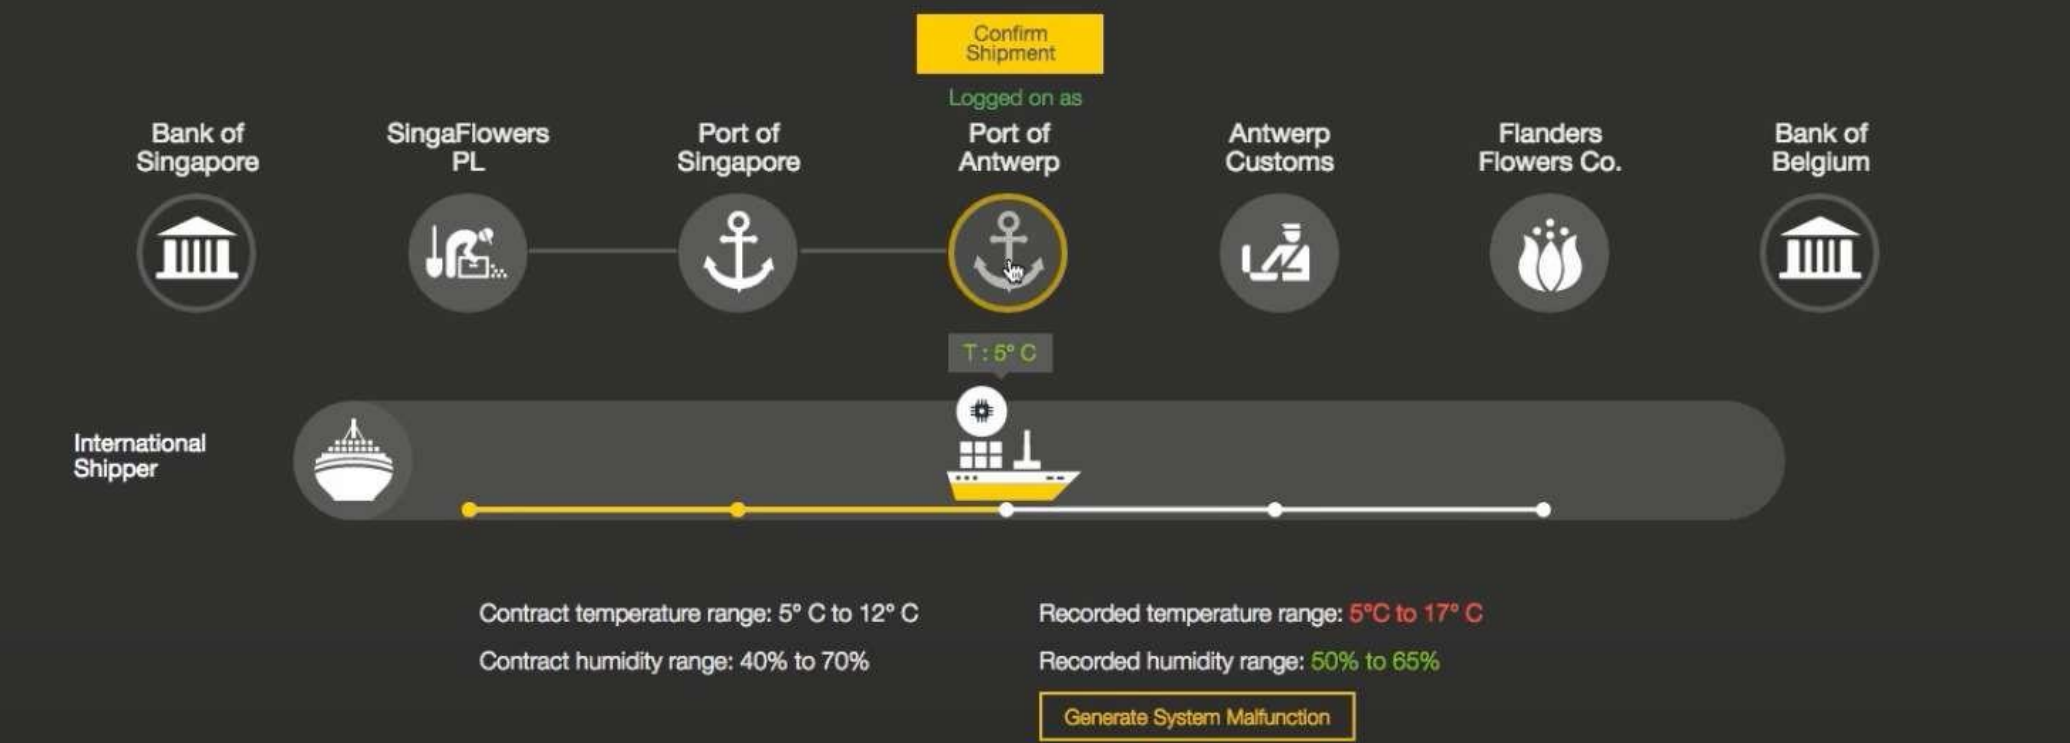 Confirm
Shipment
Logged on as
Bank of
Singapore
SingaFlowers
PL
Port of
Singapore
Port of
Antwerp
Antwerp
Customs
Flanders
Flowers Co.
Bank of
Belgium
T : 5° C
International
Shipper
Contract temperature range: 5° C to 12° C
Contract humidity range: 40% to 70%
Recorded temperature range: 5°C to 17° C
Recorded humidity range: 50% to 65%
Generate System Malfunction